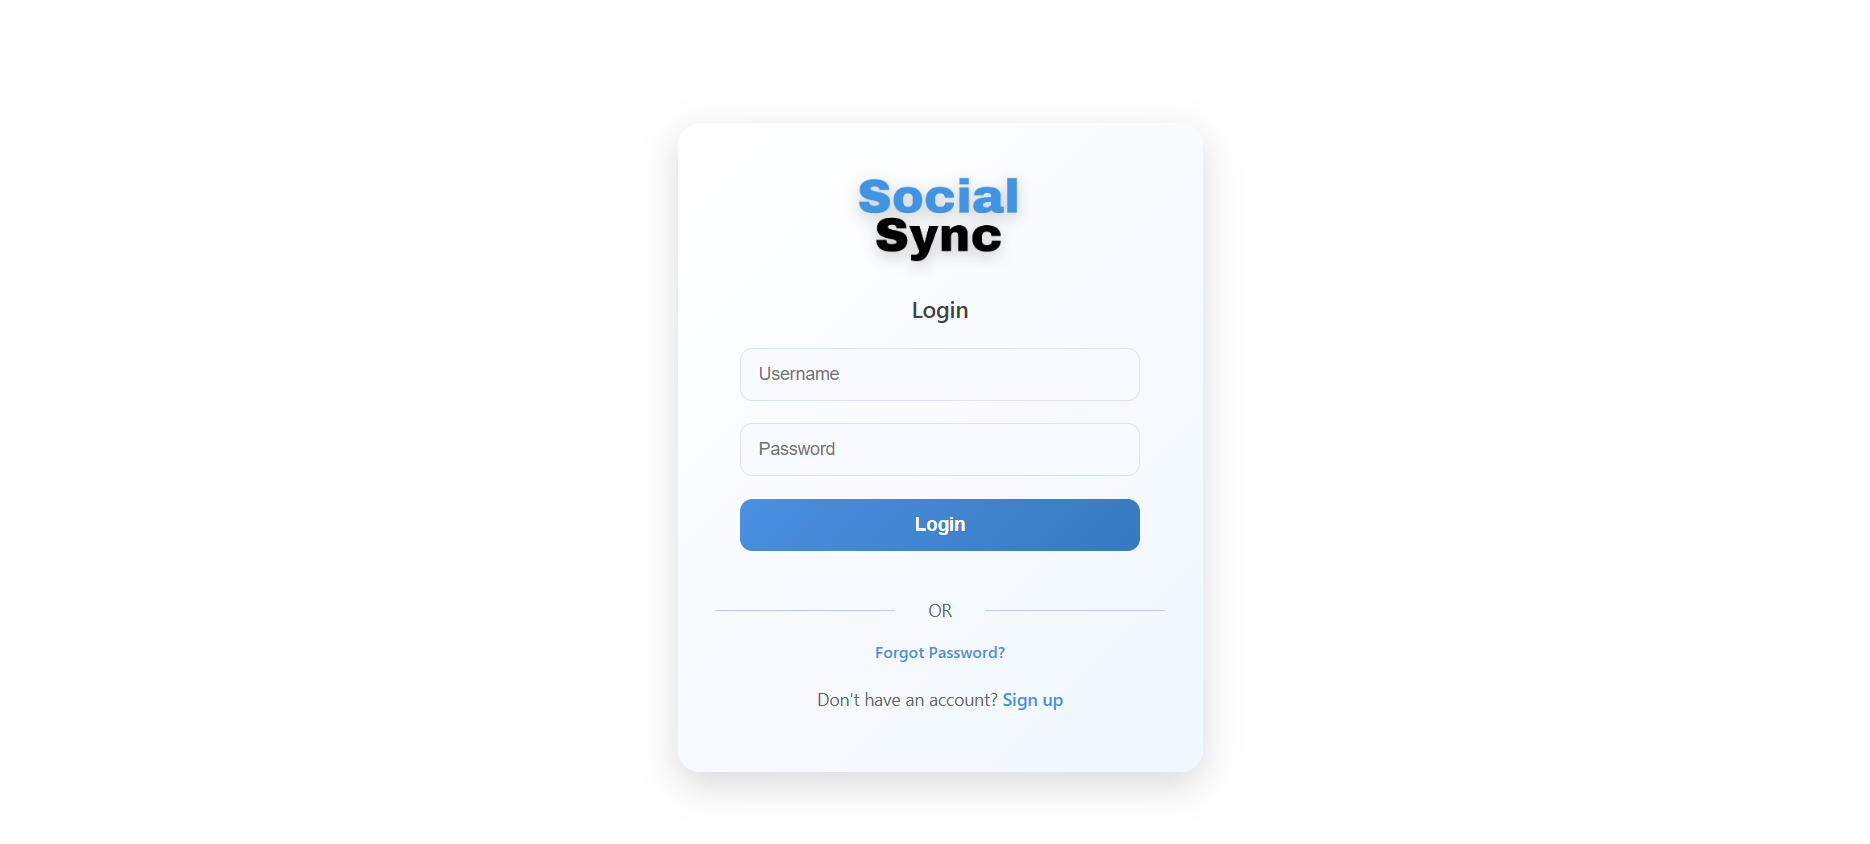 Social
Sync
Login
Username
Password
Login
OR
Forgot Password?
Don't have an account? Sign up